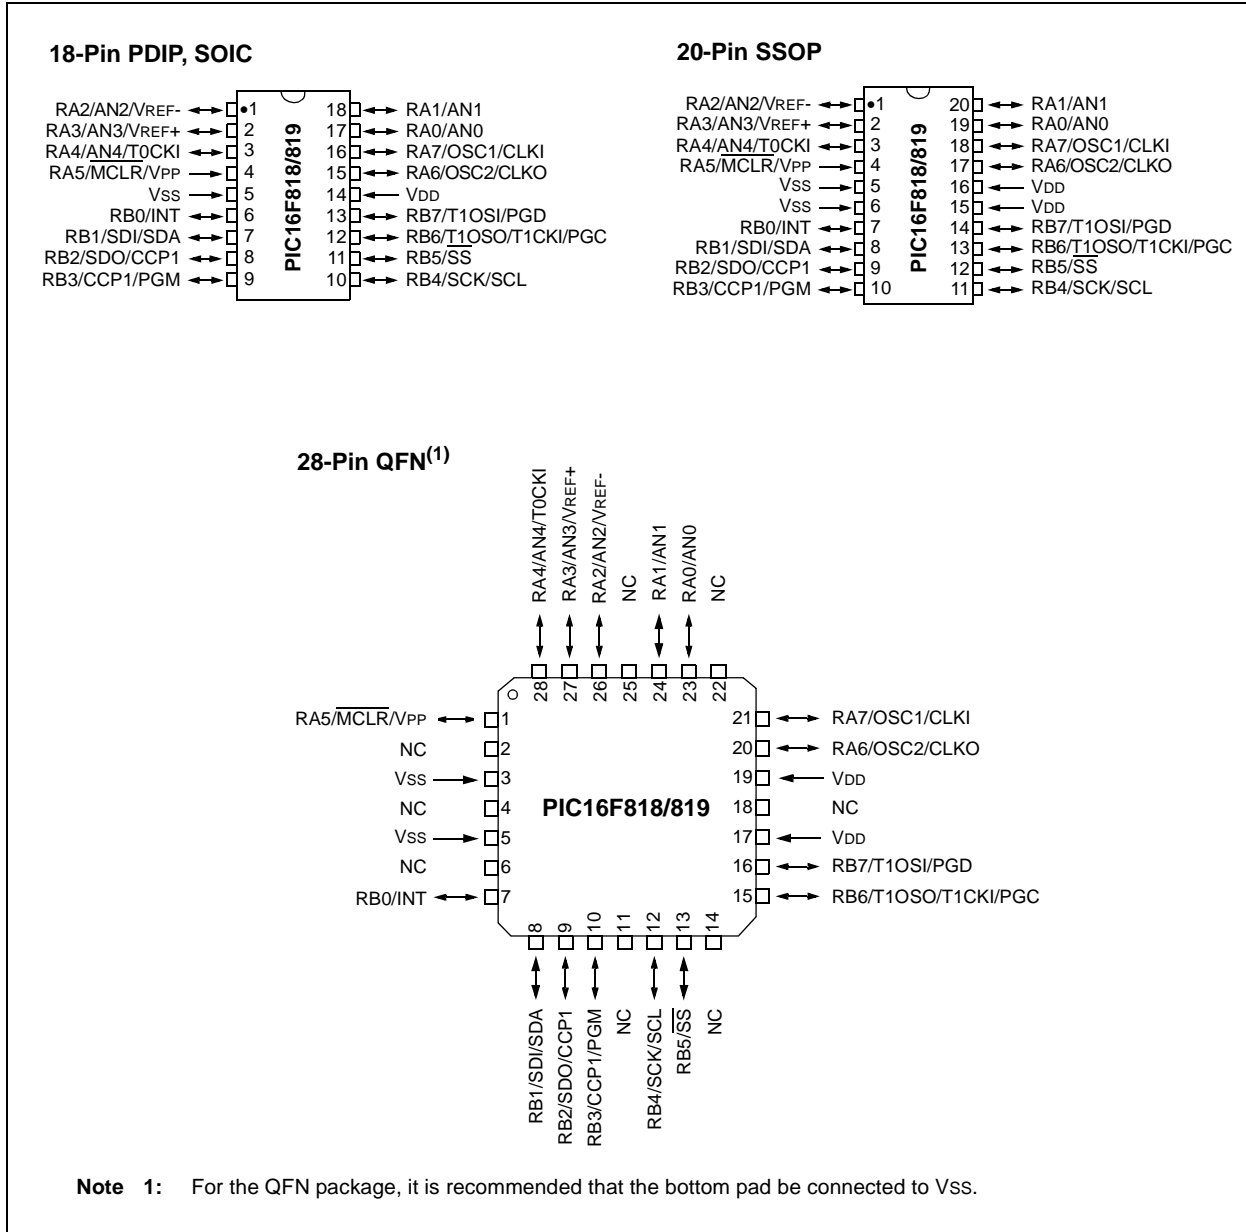 18-Pin PDIP, SOIC
RA2/AN2/VREF- 1 18 RA1/AN1
RA3/AN3/VREF+ 2 17 RA0/AN0
RA4/AN4/T0CKI 3 16 RA7/OSC1/CLKI
RA5/MCLR/VPP 4 15 RA6/OSC2/CLKO
VSS 5 14 VDD
RB0/INT 6 13 RB7/T1OSI/PGD
RB1/SDI/SDA 7 12 RB6/T1OSO/T1CKI/PGC
RB2/SDO/CCP1 8 11 RB5/SS
RB3/CCP1/PGM 9 10 RB4/SCK/SCL
PIC16F818/819
20-Pin SSOP
RA2/AN2/VREF- 1 20 RA1/AN1
RA3/AN3/VREF+ 2 19 RA0/AN0
RA4/AN4/T0CKI 3 18 RA7/OSC1/CLKI
RA5/MCLR/VPP 4 17 RA6/OSC2/CLKO
VSS 5 16 VDD
VSS 6 15 VDD
RB0/INT 7 14 RB7/T1OSI/PGD
RB1/SDI/SDA 8 13 RB6/T1OSO/T1CKI/PGC
RB2/SDO/CCP1 9 12 RB5/SS
RB3/CCP1/PGM 10 11 RB4/SCK/SCL
PIC16F818/819
28-Pin QFN(1)
RA4/AN4/T0CKI 28
RA3/AN3/VREF+ 27
RA2/AN2/VREF- 26
NC 25
RA1/AN1 24
RA0/AN0 23
NC 22
RA5/MCLR/VPP 1 21 RA7/OSC1/CLKI
NC 2 20 RA6/OSC2/CLKO
VSS 3 19 VDD
NC 4 PIC16F818/819 18 NC
VSS 5 17 VDD
NC 6 16 RB7/T1OSI/PGD
RB0/INT 7 15 RB6/T1OSO/T1CKI/PGC
RB1/SDI/SDA 8
RB2/SDO/CCP1 9
RB3/CCP1/PGM 10
NC 11
RB4/SCK/SCL 12
RB5/SS 13
NC 14
Note 1: For the QFN package, it is recommended that the bottom pad be connected to VSS.